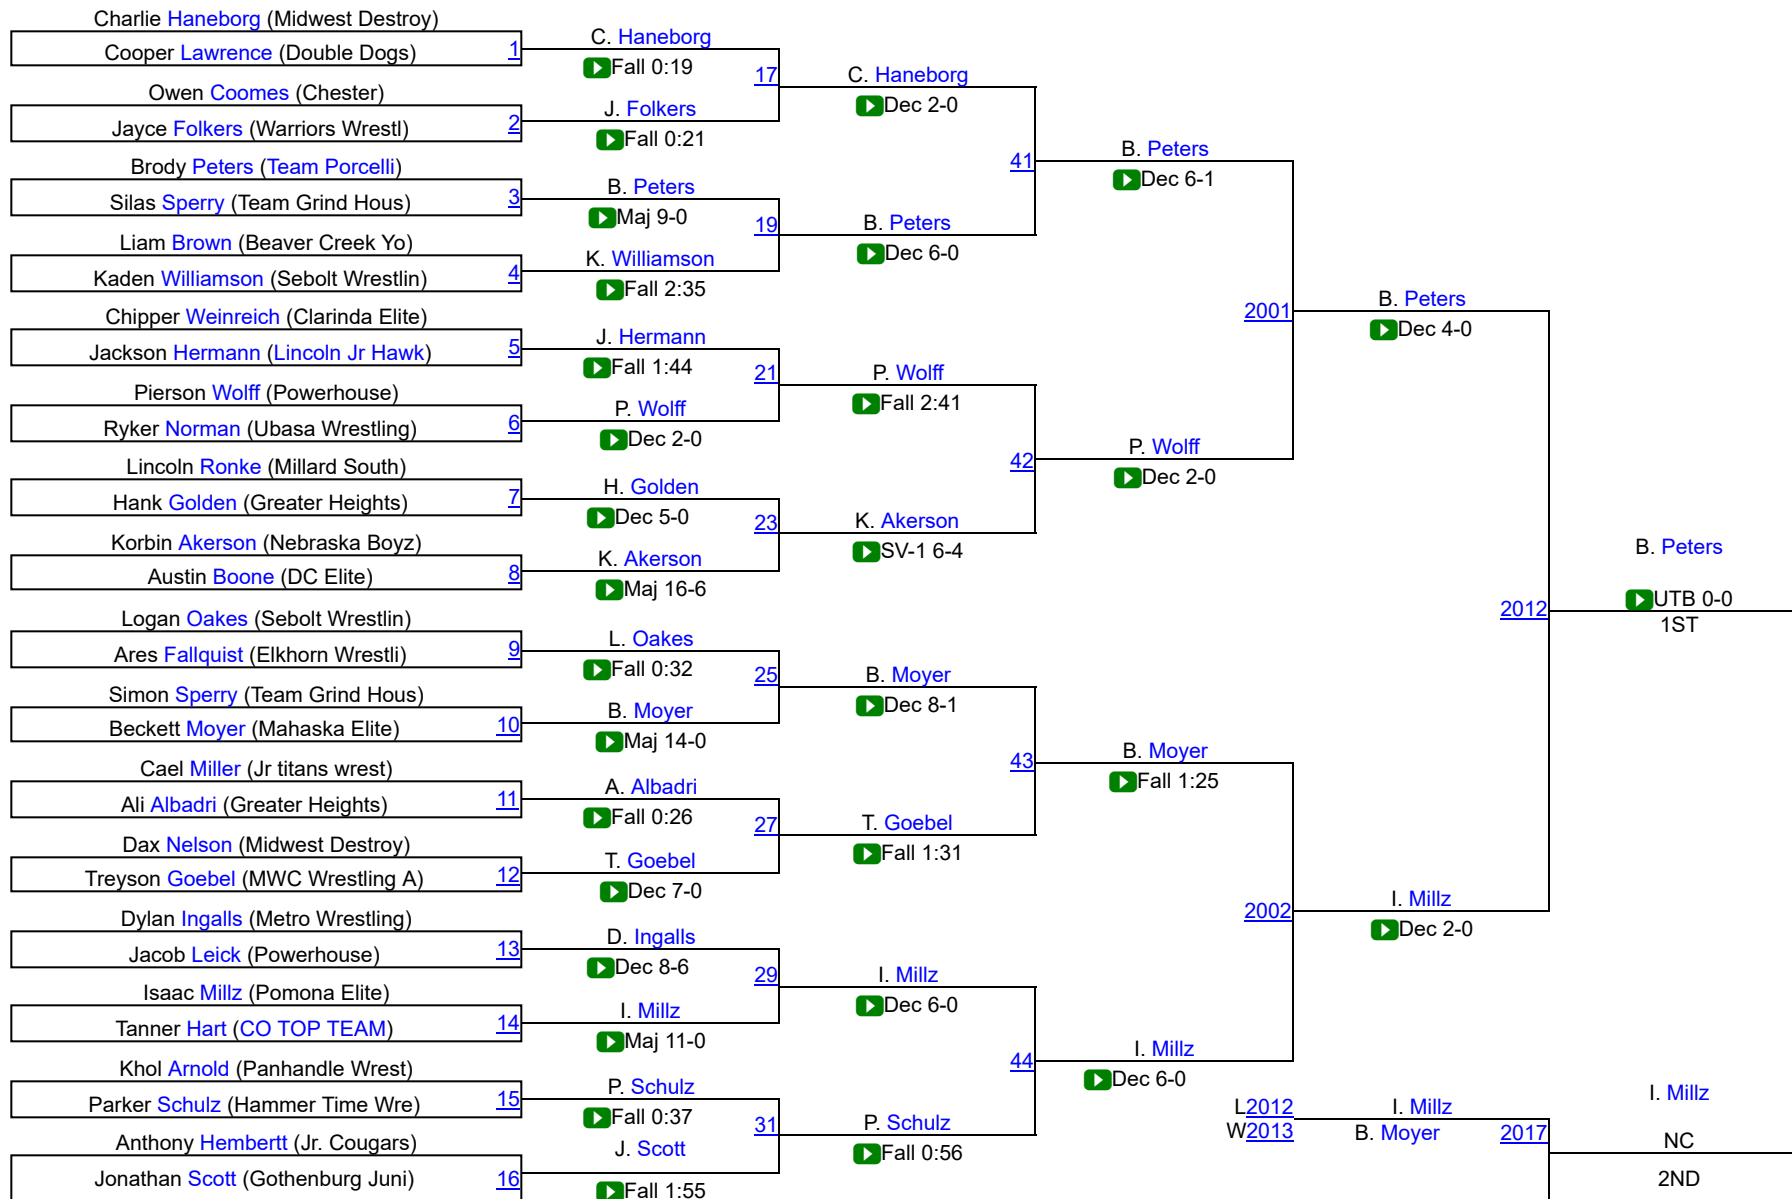 Charlie Haneborg (Midwest Destroy)
Cooper Lawrence (Double Dogs)
1
Owen Coomes (Chester)
Jayce Folkers (Warriors Wrestl)
2
Brody Peters (Team Porcelli)
Silas Sperry (Team Grind Hous)
3
Liam Brown (Beaver Creek Yo)
Kaden Williamson (Sebolt Wrestlin)
4
Chipper Weinreich (Clarinda Elite)
Jackson Hermann (Lincoln Jr Hawk)
5
Pierson Wolff (Powerhouse)
Ryker Norman (Ubasa Wrestling)
6
Lincoln Ronke (Millard South)
Hank Golden (Greater Heights)
7
Korbin Akerson (Nebraska Boyz)
Austin Boone (DC Elite)
8
Logan Oakes (Sebolt Wrestlin)
Ares Fallquist (Elkhorn Wrestli)
9
Simon Sperry (Team Grind Hous)
Beckett Moyer (Mahaska Elite)
10
Cael Miller (Jr titans wrest)
Ali Albadri (Greater Heights)
11
Dax Nelson (Midwest Destroy)
Treyson Goebel (MWC Wrestling A)
12
Dylan Ingalls (Metro Wrestling)
Jacob Leick (Powerhouse)
13
Isaac Millz (Pomona Elite)
Tanner Hart (CO TOP TEAM)
14
Khol Arnold (Panhandle Wrest)
Parker Schulz (Hammer Time Wre)
15
Anthony Hembertt (Jr. Cougars)
Jonathan Scott (Gothenburg Juni)
16
C. Haneborg
Fall 0:19
17
J. Folkers
Fall 0:21
B. Peters
Maj 9-0
19
K. Williamson
Fall 2:35
J. Hermann
Fall 1:44
21
P. Wolff
Dec 2-0
H. Golden
Dec 5-0
23
K. Akerson
Maj 16-6
L. Oakes
Fall 0:32
25
B. Moyer
Maj 14-0
A. Albadri
Fall 0:26
27
T. Goebel
Dec 7-0
D. Ingalls
Dec 8-6
29
I. Millz
Maj 11-0
P. Schulz
Fall 0:37
31
J. Scott
Fall 1:55
C. Haneborg
Dec 2-0
41
B. Peters
Dec 6-0
P. Wolff
Fall 2:41
42
K. Akerson
SV-1 6-4
B. Moyer
Dec 8-1
43
T. Goebel
Fall 1:31
I. Millz
Dec 6-0
44
P. Schulz
Fall 0:56
B. Peters
Dec 6-1
2001
P. Wolff
Dec 2-0
B. Moyer
Fall 1:25
2002
I. Millz
Dec 6-0
B. Peters
Dec 4-0
2012
I. Millz
Dec 2-0
B. Peters
UTB 0-0
1ST
L2012
I. Millz
W2013
B. Moyer
2017
I. Millz
NC
2ND